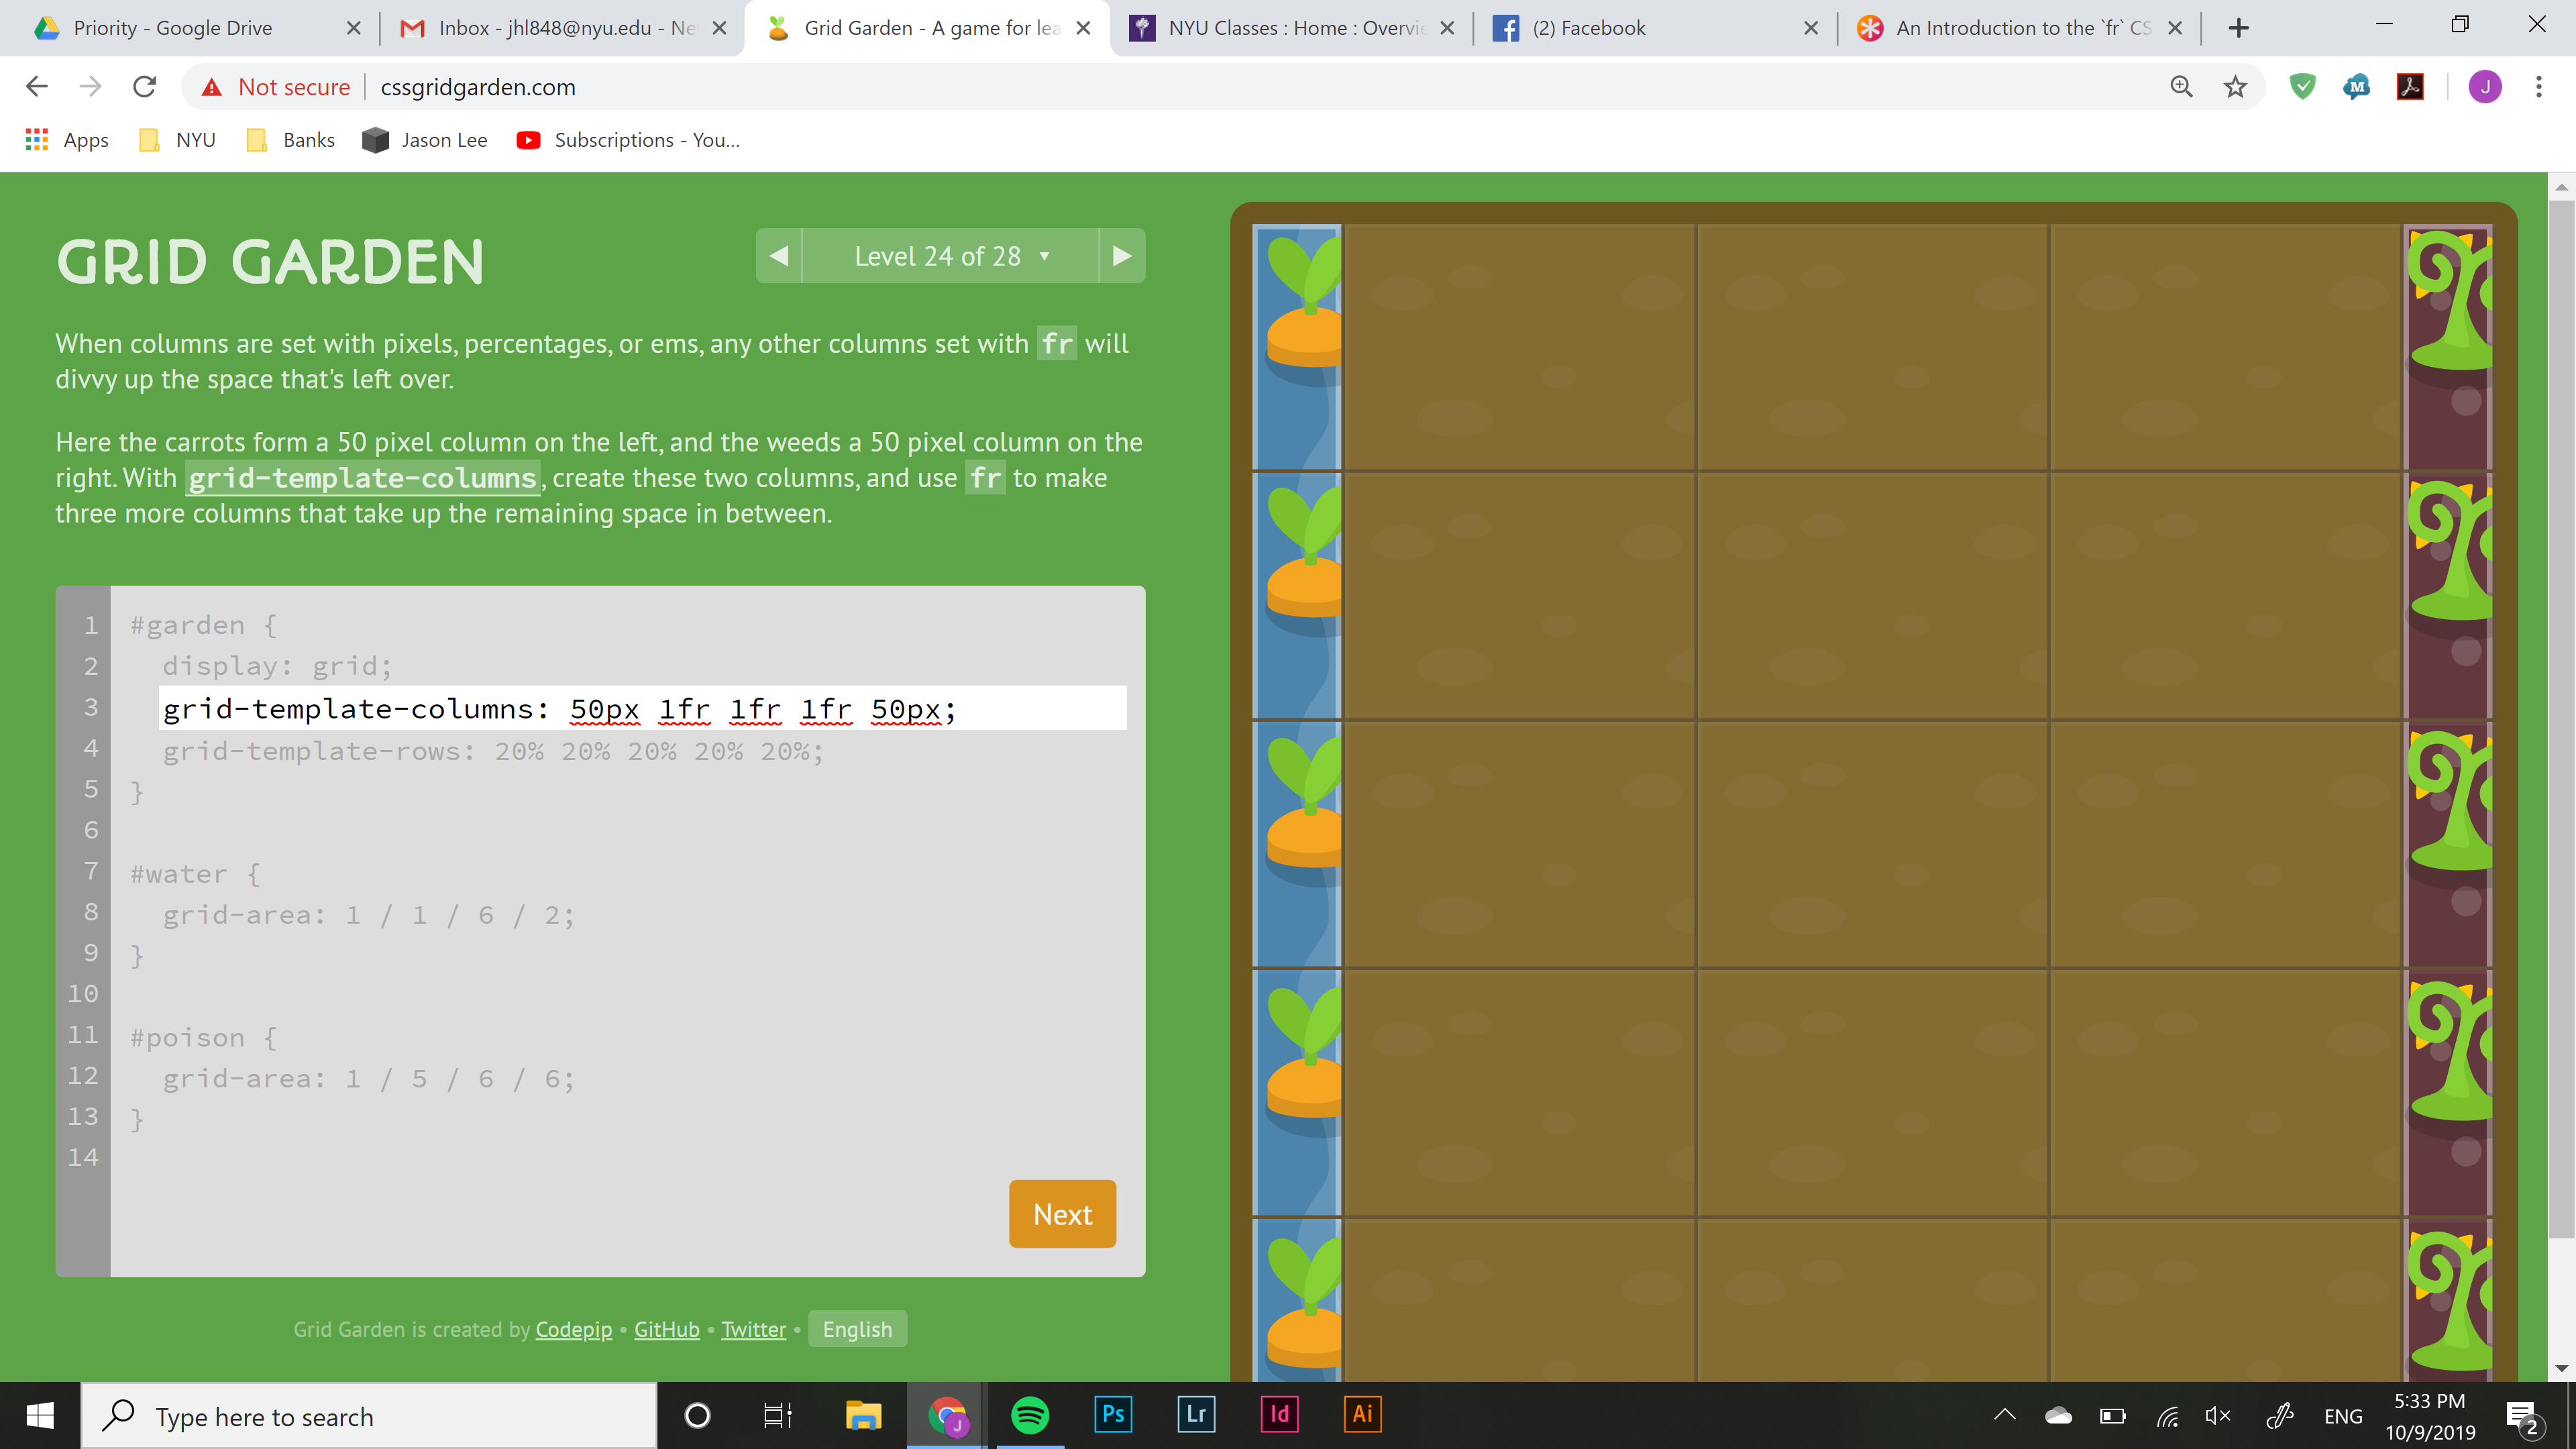 Priority - Google Drive
Inbox - jhl848@nyu.edu - Ne
Grid Garden - A game for lea
NYU Classes : Home : Overvie
(2) Facebook
An Introduction to the `fr` CS
Not secure
cssgridgarden.com
M
J
Apps
NYU
Banks
Jason Lee
Subscriptions - You...
GRID GARDEN
Level 24 of 28
When columns are set with pixels, percentages, or ems, any other columns set with fr will
divvy up the space that's left over.
Here the carrots form a 50 pixel column on the left, and the weeds a 50 pixel column on the
right. With grid-template-columns, create these two columns, and use fr to make
three more columns that take up the remaining space in between.
1 #garden {
2 display: grid;
3 grid-template-columns: 50px 1fr 1fr 1fr 50px;
4 grid-template-rows: 20% 20% 20% 20% 20%;
5 }
6
7 #water {
8 grid-area: 1 / 1 / 6 / 2;
9 }
10
11 #poison {
12 grid-area: 1 / 5 / 6 / 6;
13 }
14
Next
Grid Garden is created by Codepip • GitHub • Twitter • English
Type here to search
J
Ps
Lr
Id
Ai
ENG
5:33 PM
10/9/2019
2